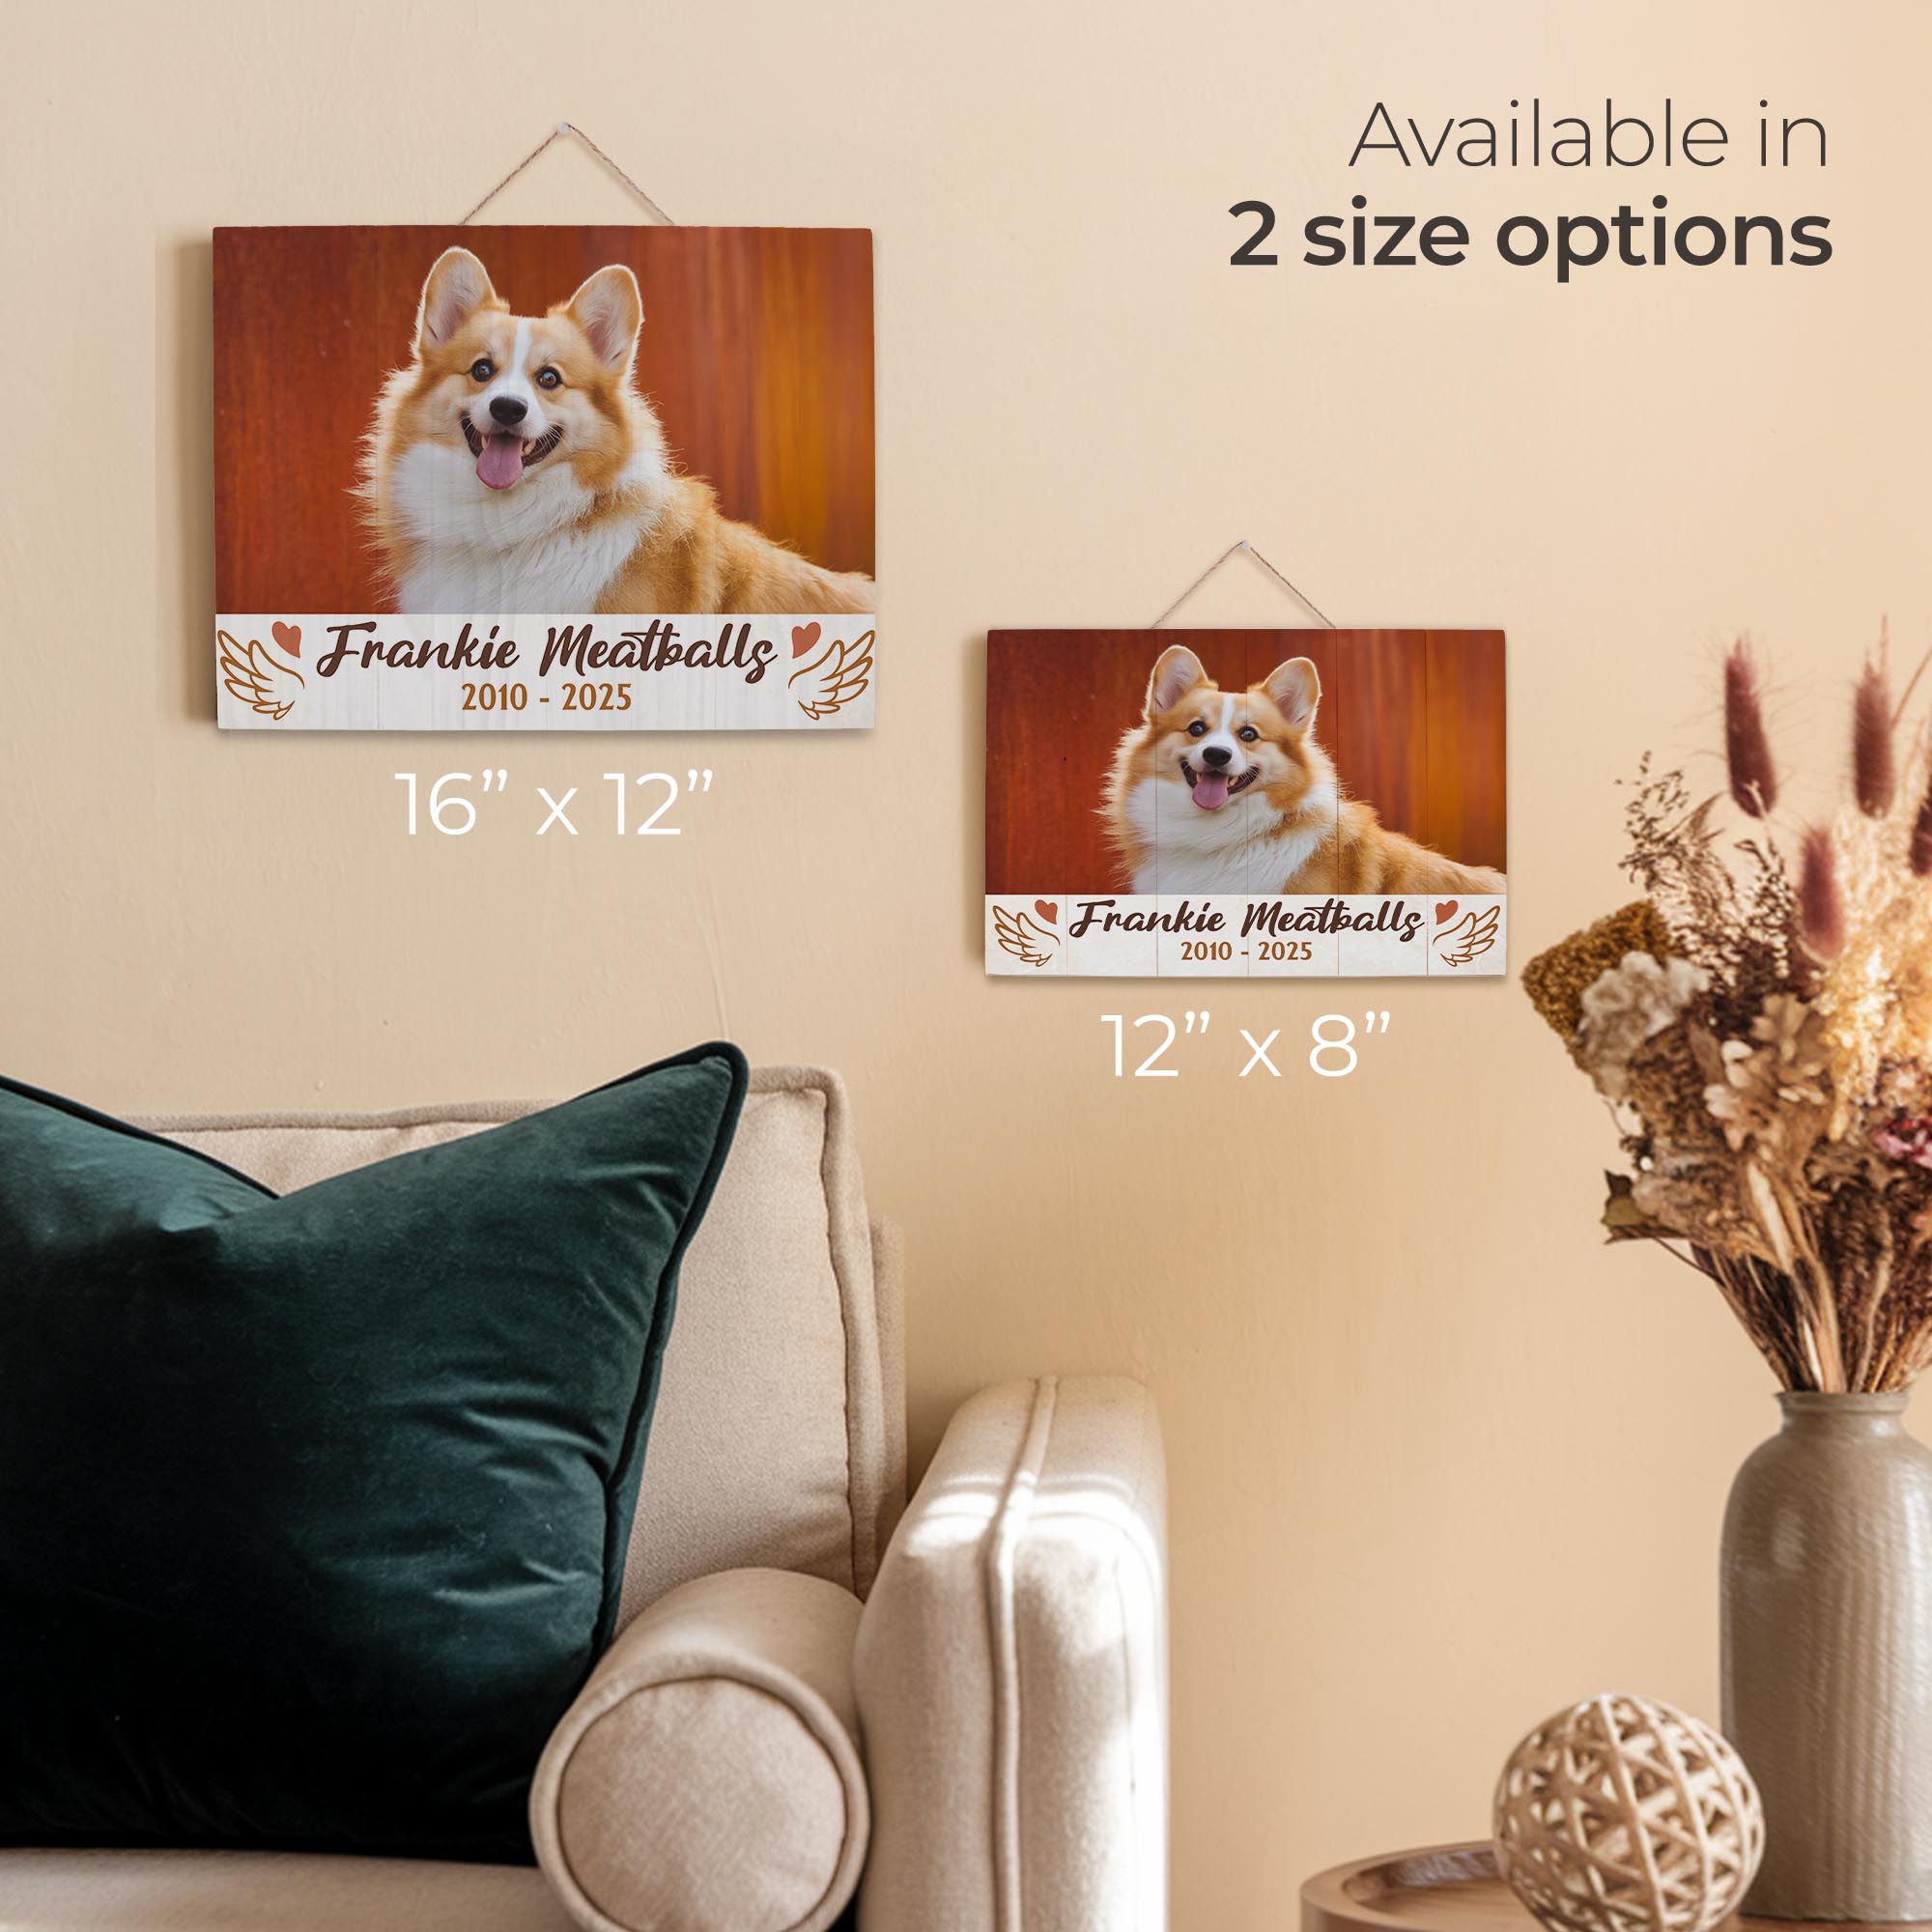 Available in
2 size options
Frankie Meatballs
2010 - 2025
16” x 12”
Frankie Meatballs
2010 - 2025
12” x 8”